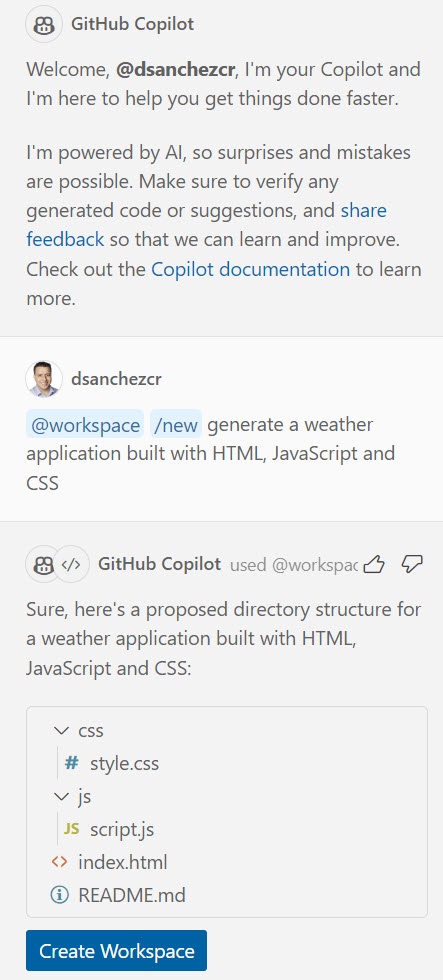 GitHub Copilot
Welcome, @dsanchezcr, I'm your Copilot and
I'm here to help you get things done faster.
I'm powered by AI, so surprises and mistakes
are possible. Make sure to verify any
generated code or suggestions, and share
feedback so that we can learn and improve.
Check out the Copilot documentation to learn
more.
dsanchezcr
@workspace /new generate a weather
application built with HTML, JavaScript and
CSS
GitHub Copilot used @workspac
Sure, here's a proposed directory structure for
a weather application built with HTML,
JavaScript and CSS:
css
# style.css
js
JS script.js
<> index.html
README.md
Create Workspace